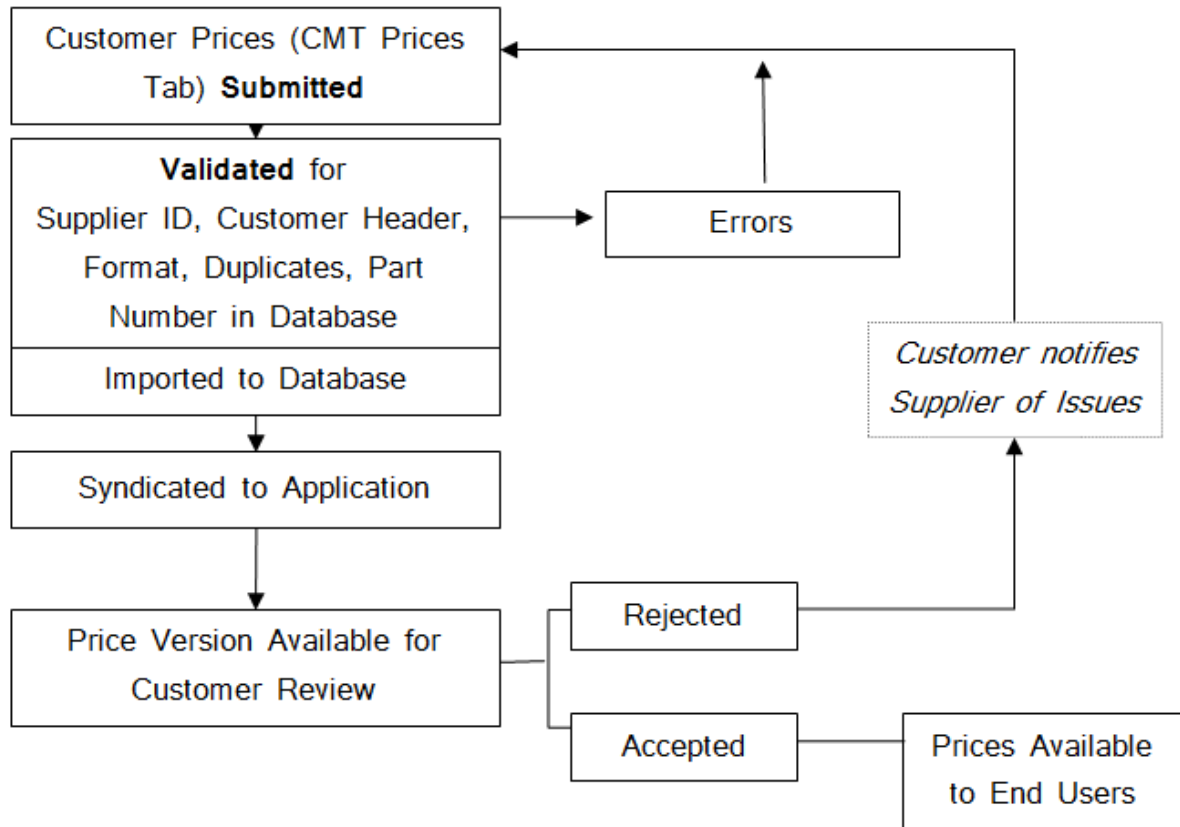 Customer Prices (CMT Prices
Tab) Submitted
Validated for
Supplier ID, Customer Header,
Format, Duplicates, Part
Number in Database
Imported to Database
Errors
Customer notifies
Supplier of Issues
Syndicated to Application
Price Version Available for
Customer Review
Rejected
Accepted
Prices Available
to End Users